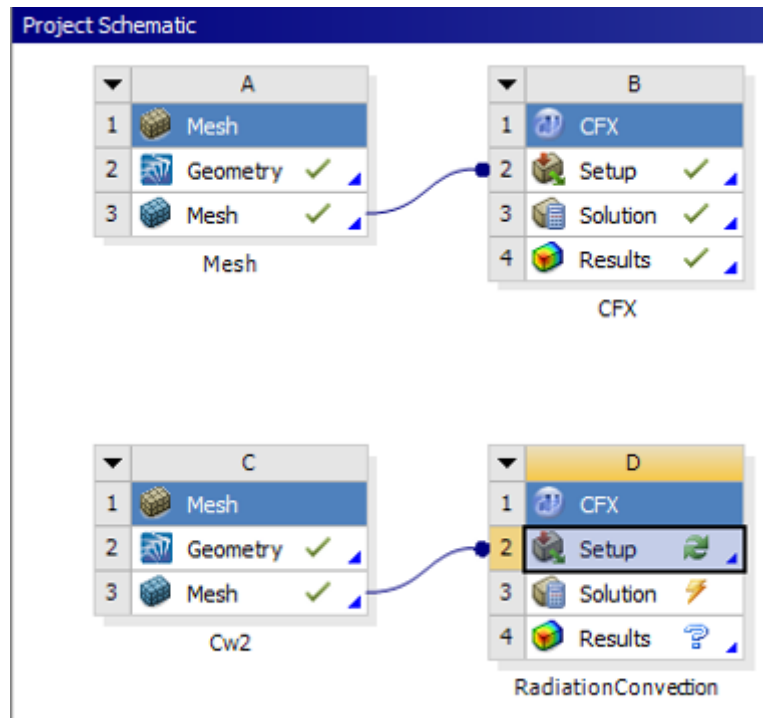 Project Schematic
A
1 Mesh
2 Geometry
3 Mesh
Mesh
B
1 CFX
2 Setup
3 Solution
4 Results
CFX
C
1 Mesh
2 Geometry
3 Mesh
Cw2
D
1 CFX
2 Setup
3 Solution
4 Results
RadiationConvection